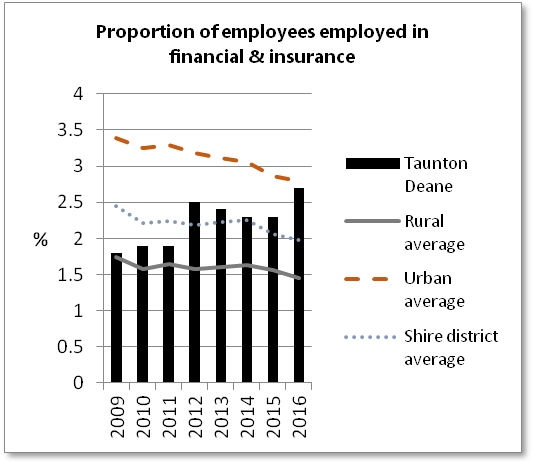 Proportion of employees employed in
financial & insurance
4
3.5
3
2.5
2
1.5
1
0.5
0
%
2009
2010
2011
2012
2013
2014
2015
2016
Taunton
Deane
Rural
average
Urban
average
Shire district
average